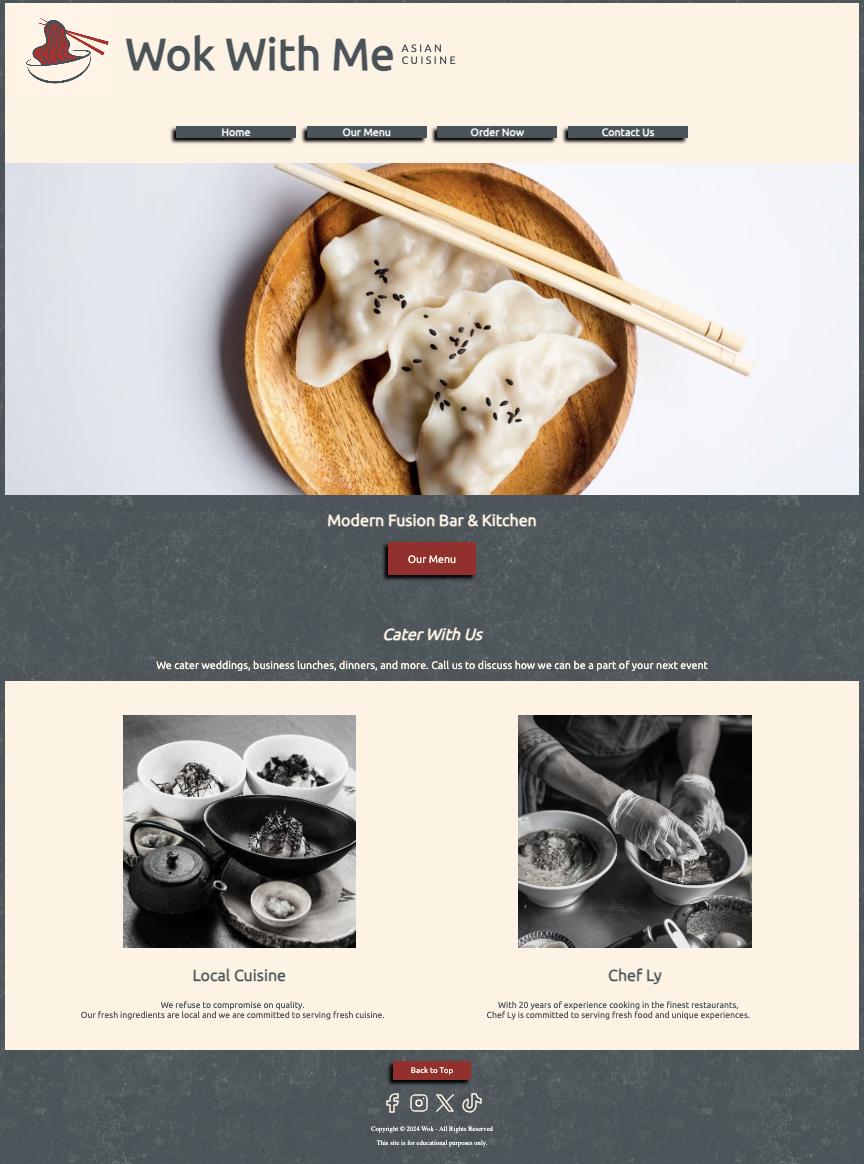 Wok With Me
ASIAN
CUISINE
Home
Our Menu
Order Now
Contact Us
Modern Fusion Bar & Kitchen
Our Menu
Cater With Us
We cater weddings, business lunches, dinners, and more. Call us to discuss how we can be a part of your next event
Local Cuisine
We refuse to compromise on quality.
Our fresh ingredients are local and we are committed to serving fresh cuisine.
Chef Ly
With 20 years of experience cooking in the finest restaurants,
Chef Ly is committed to serving fresh food and unique experiences.
Back to Top
Copyright © 2024 Wok - All Rights Reserved
This site is for educational purposes only.